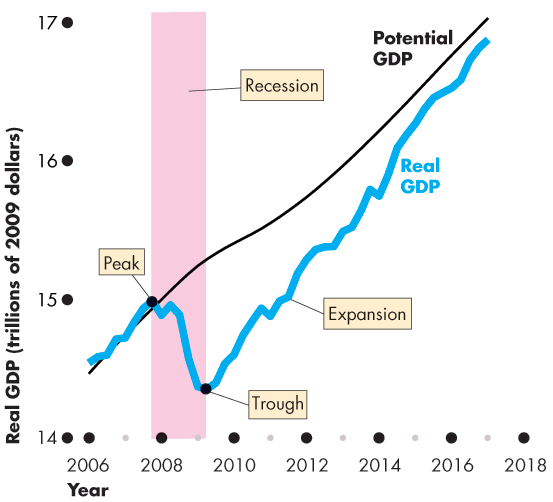 17
Potential
GDP
Recession
16
Real
GDP
Real GDP (trillions of 2009 dollars)
Peak
15
Expansion
Trough
14
2006 2008 2010 2012 2014 2016 2018
Year